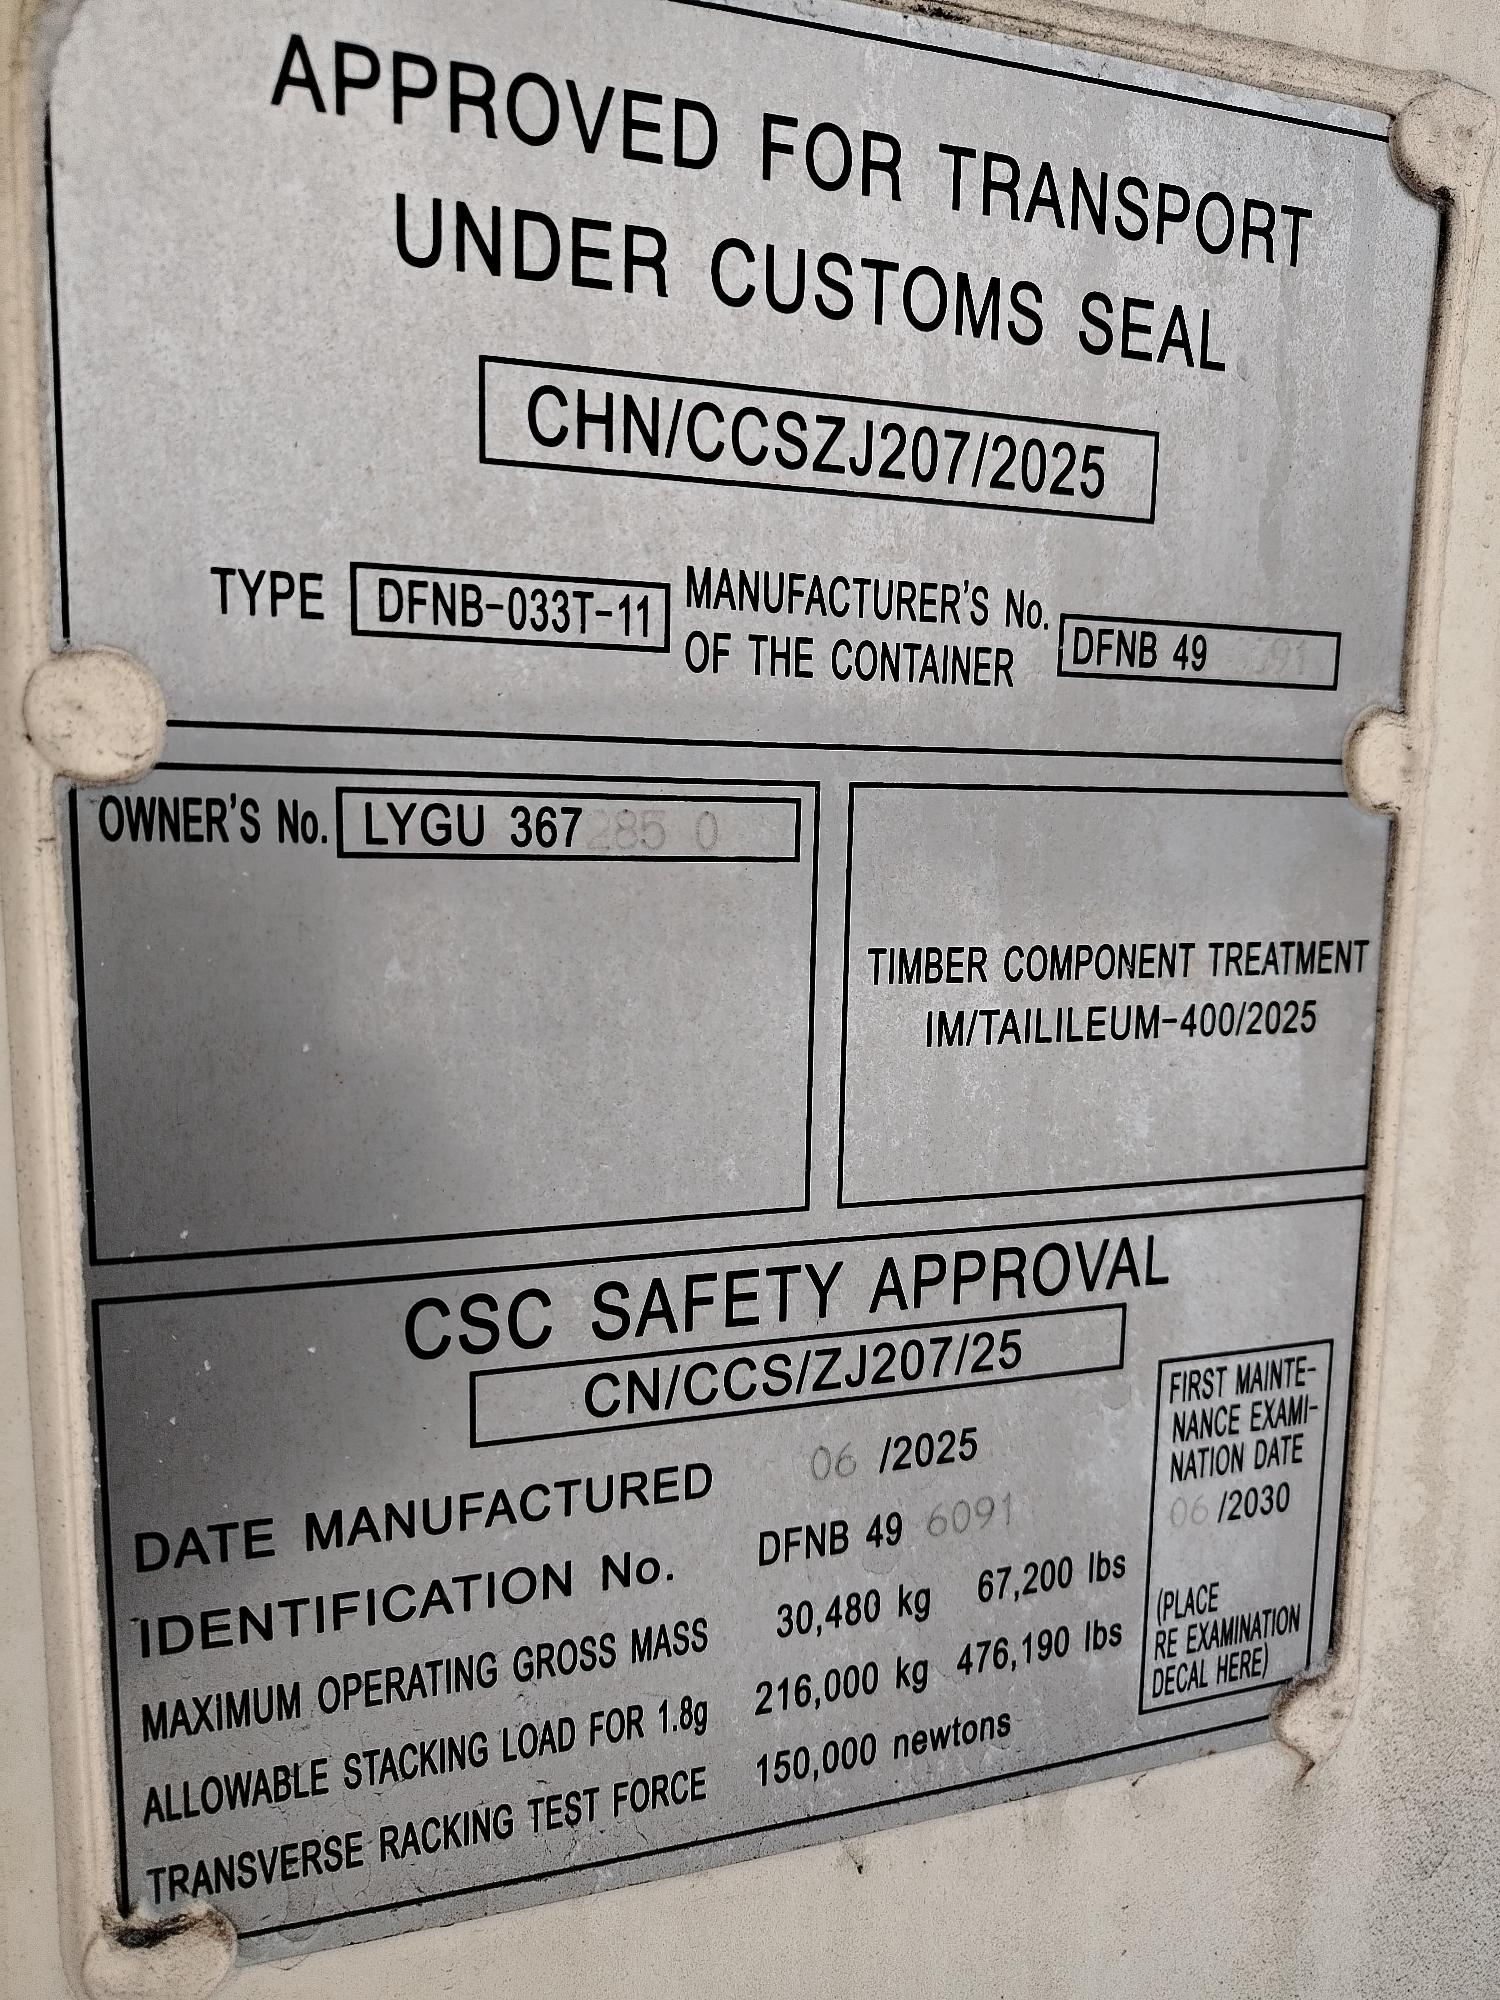 APPROVED FOR TRANSPORT
UNDER CUSTOMS SEAL
CHN/CCSZJ207/2025
TYPE DFNB-033T-11 MANUFACTURER'S No. OF THE CONTAINER DFNB 49
OWNER'S No. LYGU 367285 0
TIMBER COMPONENT TREATMENT
IM/TAILILEUM-400/2025
CSC SAFETY APPROVAL
CN/CCS/ZJ207/25
DATE MANUFACTURED 06 /2025
IDENTIFICATION No. DFNB 49 6091
MAXIMUM OPERATING GROSS MASS 30,480 kg 67,200 lbs
ALLOWABLE STACKING LOAD FOR 1.8g 216,000 kg 476,190 lbs
TRANSVERSE RACKING TEST FORCE 150,000 newtons
FIRST MAINTE-
NANCE EXAMI-
NATION DATE
06 /2030
(PLACE
RE EXAMINATION
DECAL HERE)